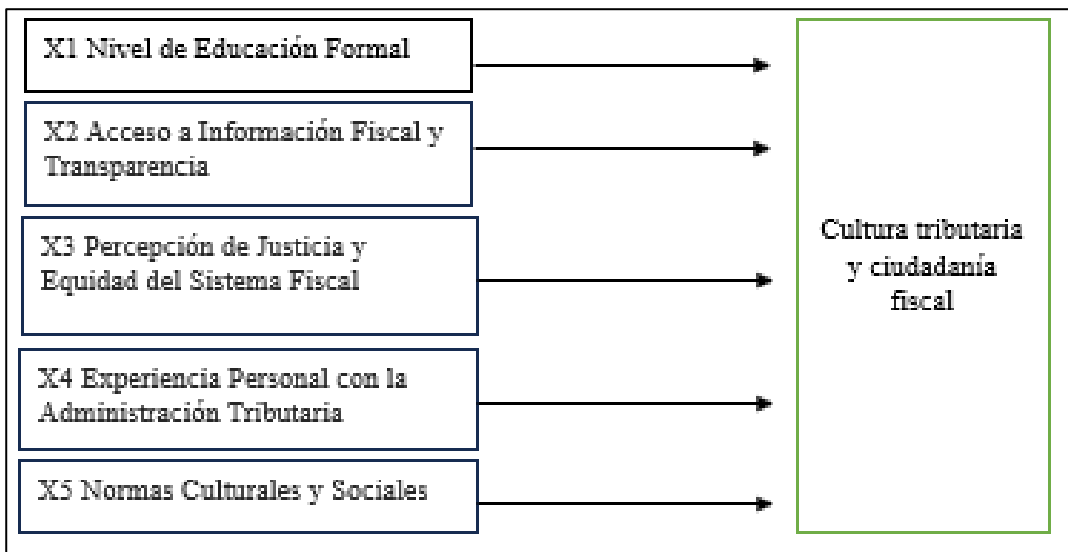 X1 Nivel de Educación Formal
X2 Acceso a Información Fiscal y
Transparencia
X3 Percepción de Justicia y
Equidad del Sistema Fiscal
X4 Experiencia Personal con la
Administración Tributaria
X5 Normas Culturales y Sociales
Cultura tributaria
y ciudadanía
fiscal